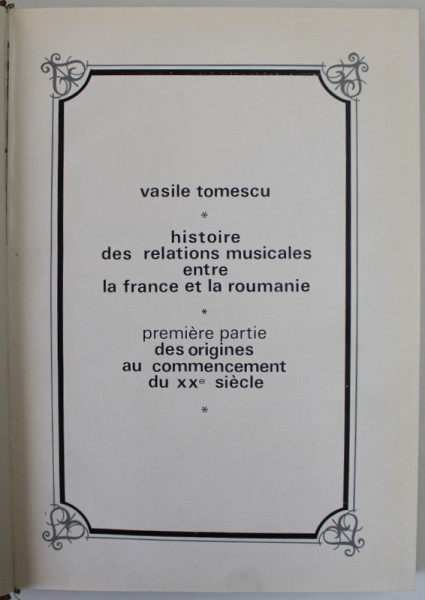 vasile tomescu
*
histoire
des relations musicales
entre
la france et la roumanie
*
première partie
des origines
au commencement
du xxe siècle
*